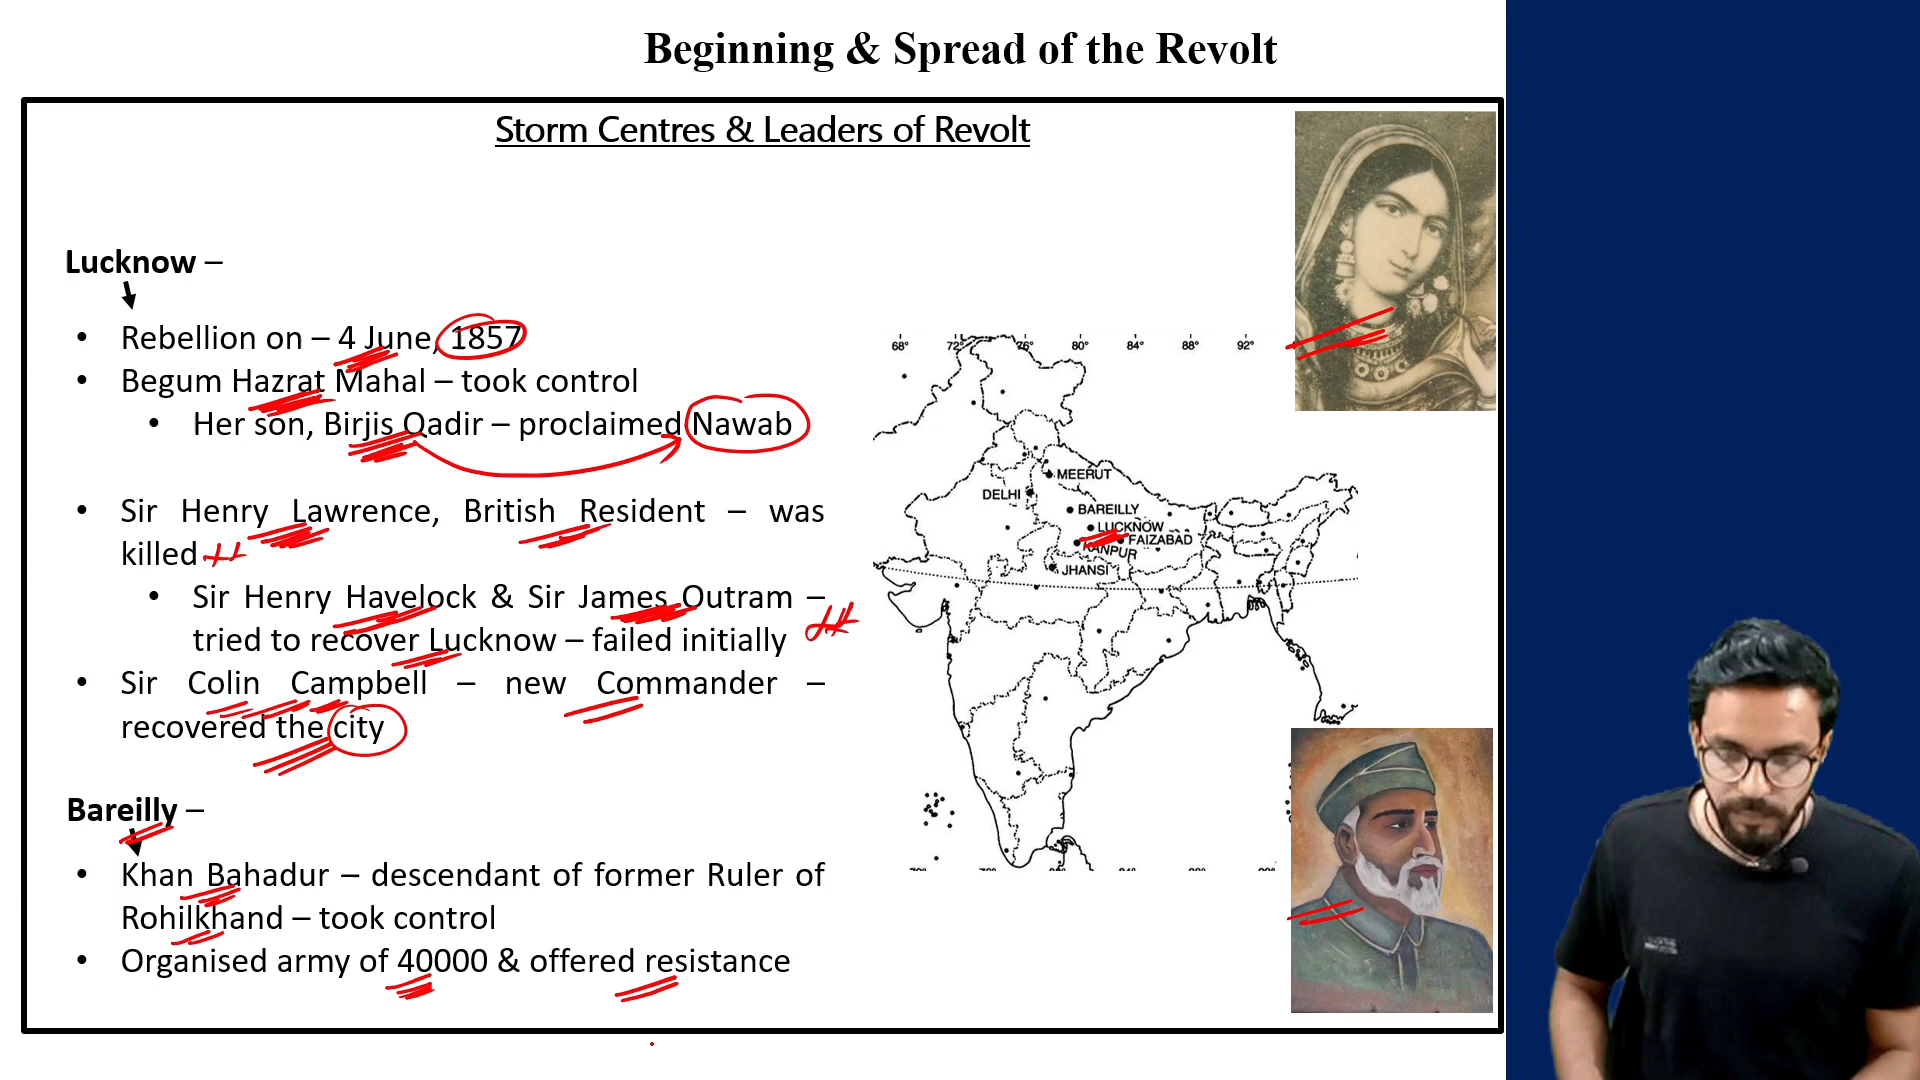 Beginning & Spread of the Revolt
Storm Centres & Leaders of Revolt
Lucknow –
• Rebellion on – 4 June, 1857
• Begum Hazrat Mahal – took control
• Her son, Birjis Qadir – proclaimed Nawab
• Sir Henry Lawrence, British Resident – was
killed
• Sir Henry Havelock & Sir James Outram –
tried to recover Lucknow – failed initially
• Sir Colin Campbell – new Commander –
recovered the city
Bareilly –
• Khan Bahadur – descendant of former Ruler of
Rohilkhand – took control
• Organised army of 40000 & offered resistance
68° 72° 76° 80° 84° 88° 92°
MEERUT
DELHI
BAREILLY
LUCKNOW
FAIZABAD
KANPUR
JHANSI